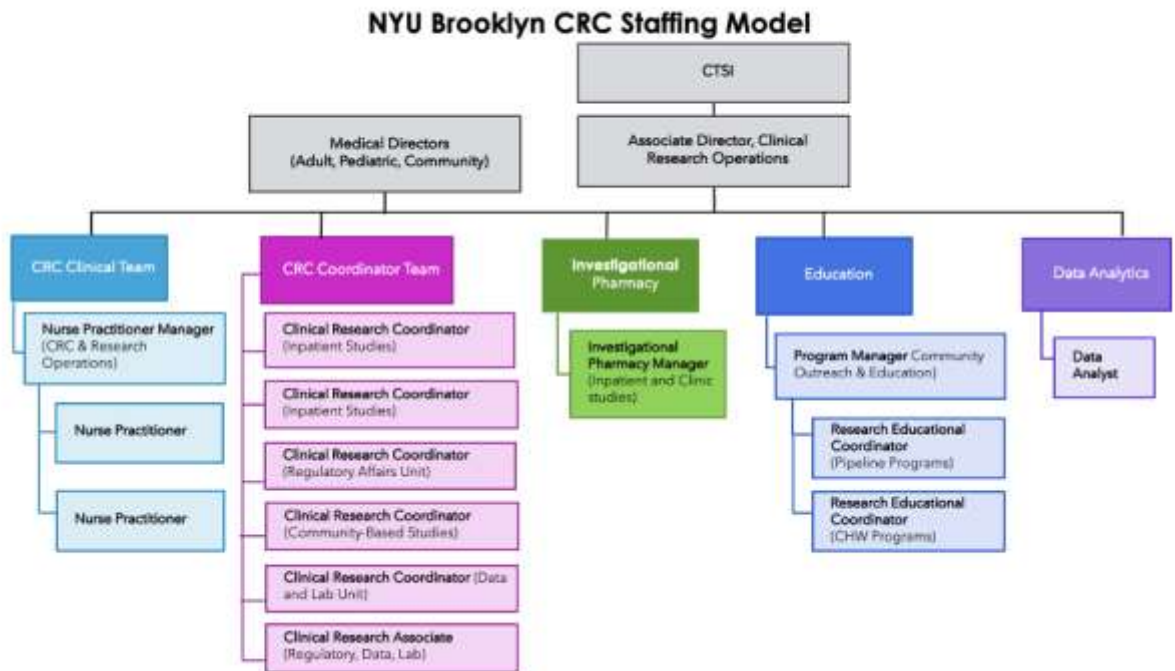 NYU Brooklyn CRC Staffing Model
CTSI
Medical Directors
(Adult, Pediatric, Community)
Associate Director, Clinical
Research Operations
CRC Clinical Team
Nurse Practitioner Manager
(CRC & Research
Operations)
Nurse Practitioner
Nurse Practitioner
CRC Coordinator Team
Clinical Research Coordinator
(Inpatient Studies)
Clinical Research Coordinator
(Inpatient Studies)
Clinical Research Coordinator
(Regulatory Affairs Unit)
Clinical Research Coordinator
(Community-Based Studies)
Clinical Research Coordinator (Data
and Lab Unit)
Clinical Research Associate
(Regulatory, Data, Lab)
Investigational
Pharmacy
Investigational
Pharmacy Manager
(Inpatient and Clinic
studies)
Education
Program Manager Community
Outreach & Education)
Research Educational
Coordinator
(Pipeline Programs)
Research Educational
Coordinator
(CHW Programs)
Data Analytics
Data
Analyst